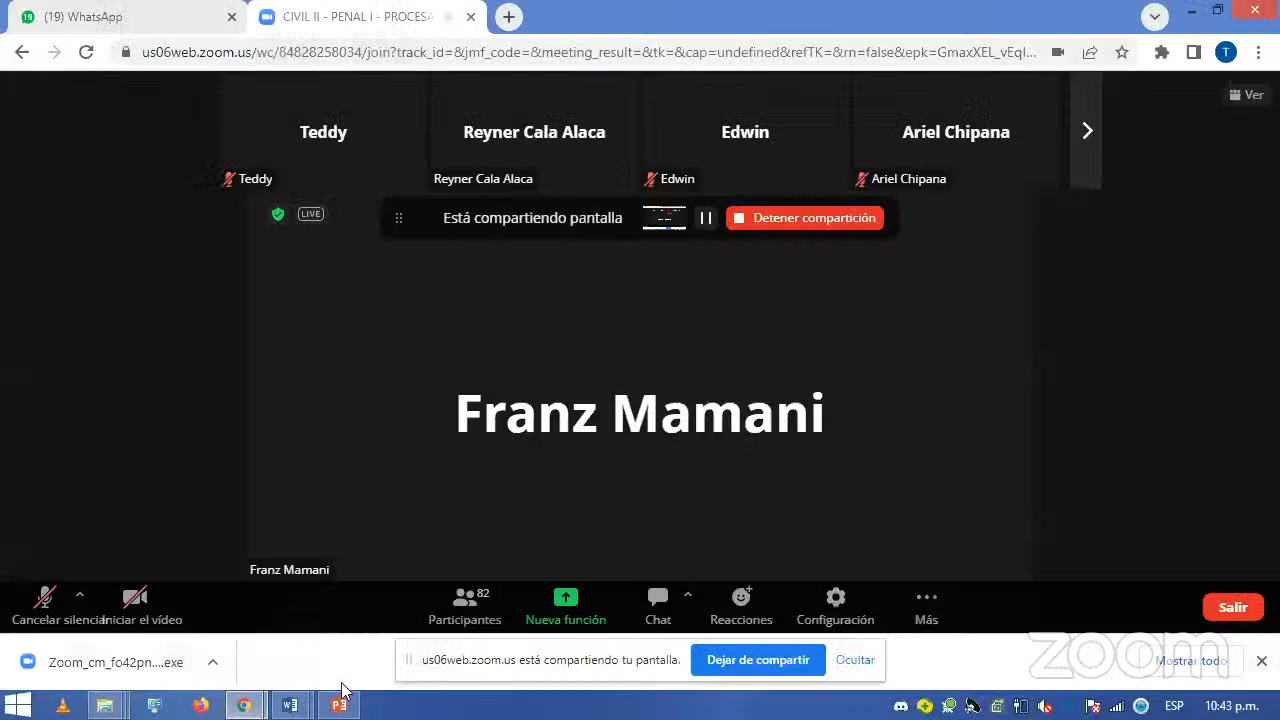 (19) WhatsApp
CIVIL II - PENAL I - PROCESA
us06web.zoom.us/wc/84828258034/join?track_id=&jmf_code=&meeting_result=&tk=&cap=undefined&refTK=&rn=false&epk=GmaxXEL_vEqI...
T
Ver
Teddy
Reyner Cala Alaca
Edwin
Ariel Chipana
Teddy
Reyner Cala Alaca
Edwin
Ariel Chipana
LIVE
Está compartiendo pantalla
Detener compartición
Franz Mamani
Franz Mamani
82
Cancelar silenciar
Iniciar el vídeo
Participantes
Nueva función
Chat
Reacciones
Configuración
Más
Salir
Zoom_cm_fo42pn....exe
us06web.zoom.us está compartiendo tu pantalla.
Dejar de compartir
Ocultar
Mostrar todo
zoom
ESP
10:43 p.m.